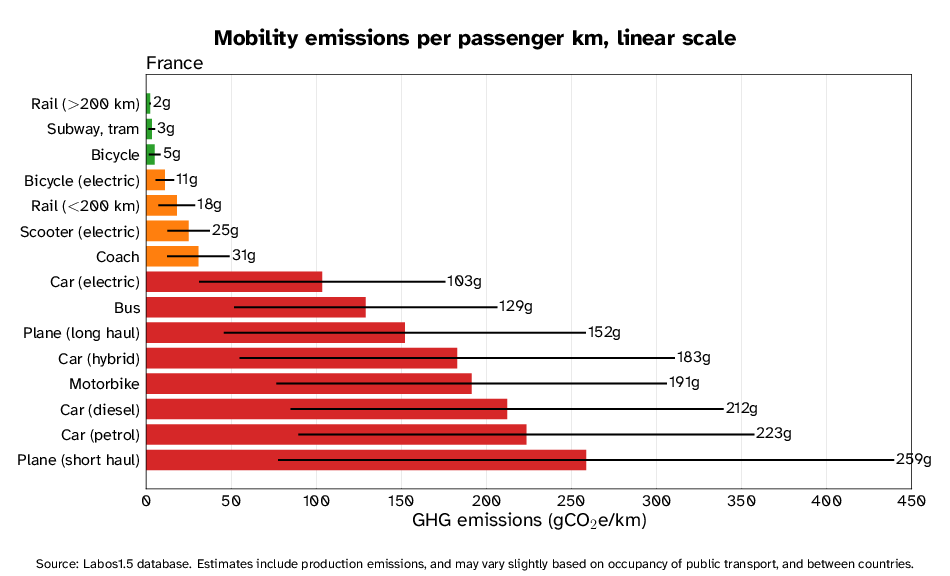 Mobility emissions per passenger km, linear scale
France
Rail (>200 km) 2g
Subway, tram 3g
Bicycle 5g
Bicycle (electric) 11g
Rail (<200 km) 18g
Scooter (electric) 25g
Coach 31g
Car (electric) 103g
Bus 129g
Plane (long haul) 152g
Car (hybrid) 183g
Motorbike 191g
Car (diesel) 212g
Car (petrol) 223g
Plane (short haul) 259g
0 50 100 150 200 250 300 350 400 450
GHG emissions (gCO₂e/km)
Source: Labos1.5 database. Estimates include production emissions, and may vary slightly based on occupancy of public transport, and between countries.